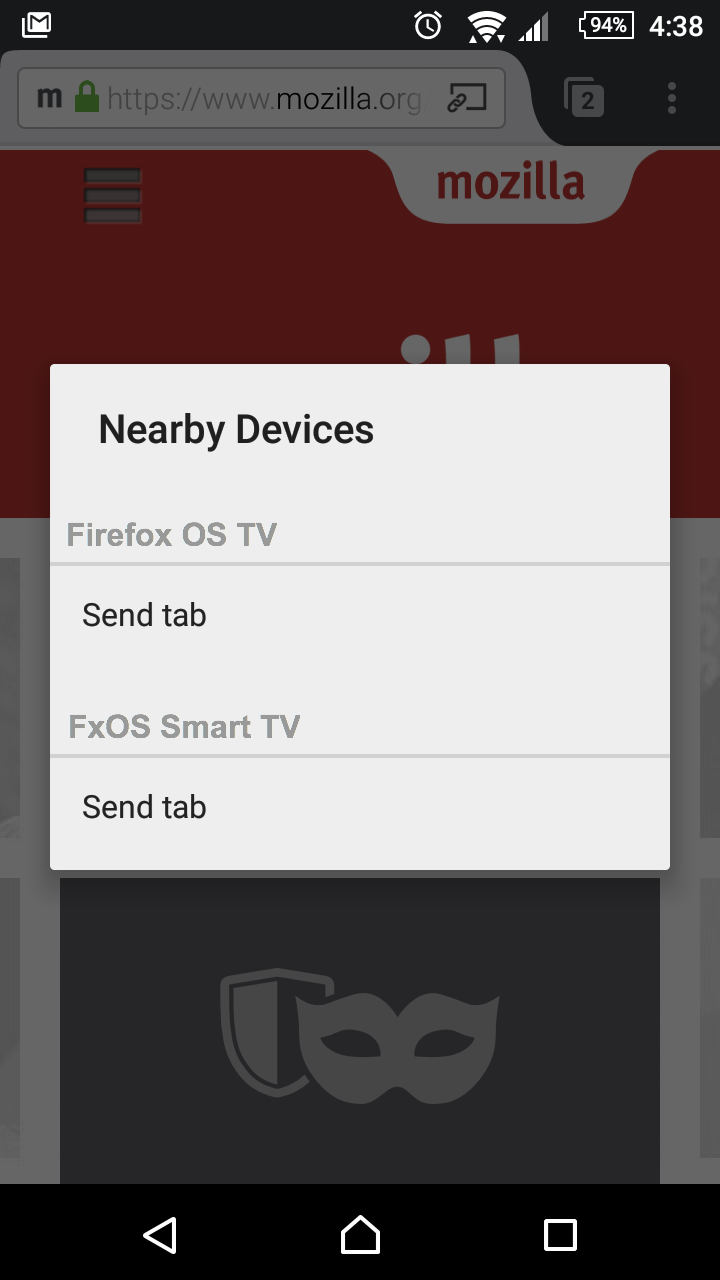 94% 4:38
m https://www.mozilla.org 2
mozilla
Nearby Devices
Firefox OS TV
Send tab
FxOS Smart TV
Send tab